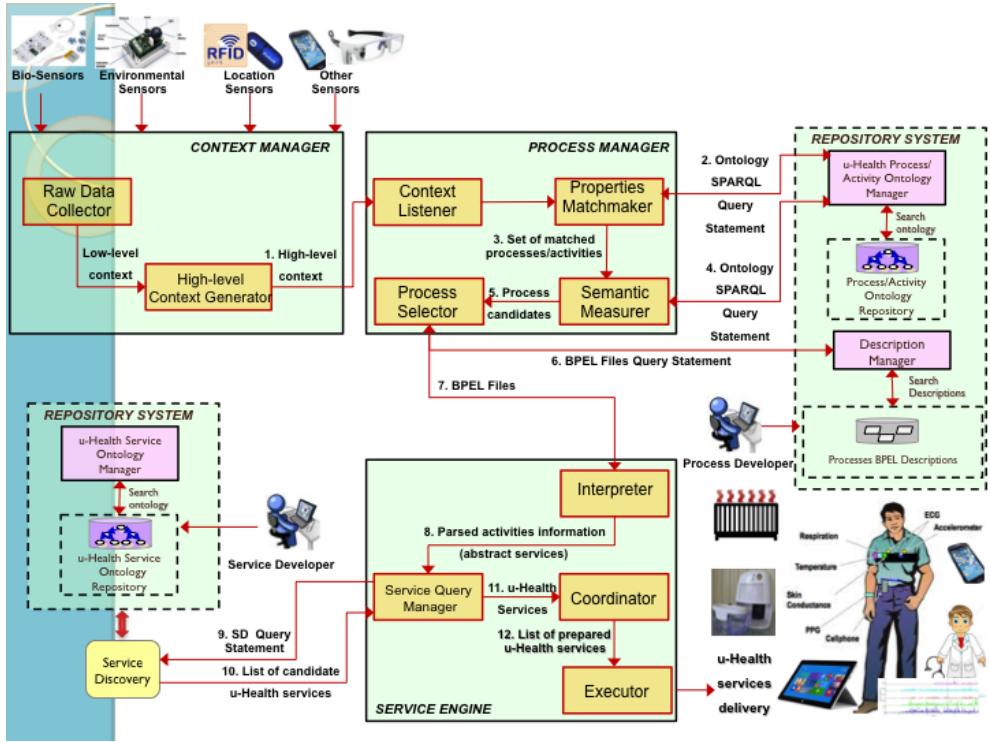 RFID
Bio-Sensors
Environmental
Sensors
Location
Sensors
Other
Sensors
CONTEXT MANAGER
Raw Data
Collector
Low-level
context
High-level
Context Generator
1. High-level
context
PROCESS MANAGER
Context
Listener
Properties
Matchmaker
3. Set of matched
processes/activities
Process
Selector
5. Process
candidates
Semantic
Measurer
2. Ontology
SPARQL
Query
Statement
4. Ontology
SPARQL
Query
Statement
6. BPEL Files Query Statement
7. BPEL Files
REPOSITORY SYSTEM
u-Health Process/
Activity Ontology
Manager
Search
ontology
Process/Activity
Ontology
Repository
Description
Manager
Search
Descriptions
Processes BPEL Descriptions
Process Developer
REPOSITORY SYSTEM
u-Health Service
Ontology
Manager
Search
ontology
u-Health Service
Ontology
Repository
Service Developer
Service
Discovery
9. SD Query
Statement
10. List of candidate
u-Health services
Interpreter
8. Parsed activities information
(abstract services)
Service Query
Manager
11. u-Health
Services
Coordinator
12. List of prepared
u-Health services
Executor
SERVICE ENGINE
u-Health
services
delivery
ECG
Accelerometer
Respiration
Temperature
Skin
Conductance
PPG
Cellphone